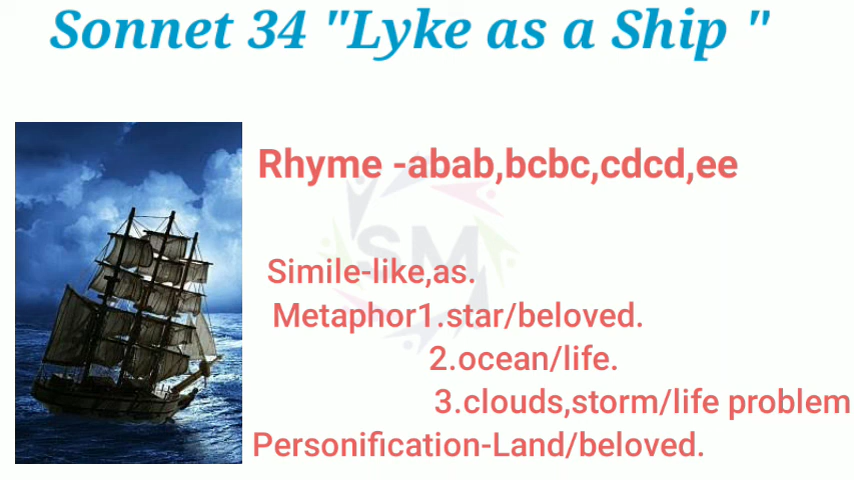 Sonnet 34 "Lyke as a Ship "
Rhyme -abab,bcbc,cdcd,ee
SM
Simile-like,as.
Metaphor1.star/beloved.
2.ocean/life.
3.clouds,storm/life problem
Personification-Land/beloved.